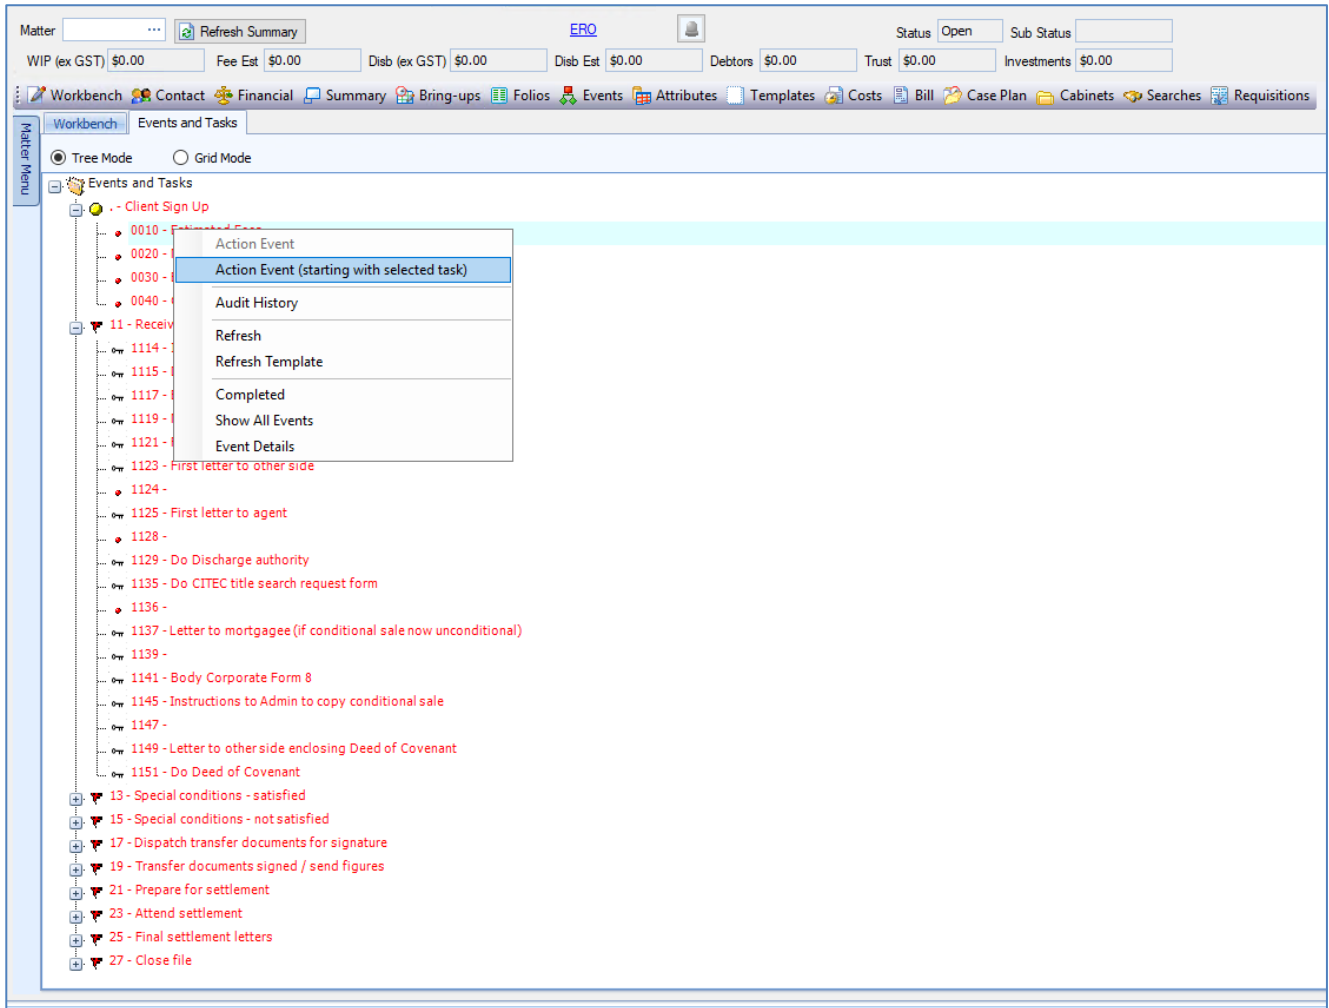 Matter ... Refresh Summary ERO Status Open Sub Status
WIP (ex GST) $0.00 Fee Est $0.00 Disb (ex GST) $0.00 Disb Est $0.00 Debtors $0.00 Trust $0.00 Investments $0.00
Workbench Contact Financial Summary Bring-ups Folios Events Attributes Templates Costs Bill Case Plan Cabinets Searches Requisitions
Matter Menu
Workbench Events and Tasks
Tree Mode Grid Mode
Events and Tasks
. - Client Sign Up
0010 - Estimated Fees
Action Event
0020 -
Action Event (starting with selected task)
0030 -
0040 -
Audit History
11 - Receiv
Refresh
1114 -
Refresh Template
1115 -
1117 -
Completed
1119 -
Show All Events
1121 -
Event Details
1123 - First letter to other side
1124 -
1125 - First letter to agent
1128 -
1129 - Do Discharge authority
1135 - Do CITEC title search request form
1136 -
1137 - Letter to mortgagee (if conditional sale now unconditional)
1139 -
1141 - Body Corporate Form 8
1145 - Instructions to Admin to copy conditional sale
1147 -
1149 - Letter to other side enclosing Deed of Covenant
1151 - Do Deed of Covenant
13 - Special conditions - satisfied
15 - Special conditions - not satisfied
17 - Dispatch transfer documents for signature
19 - Transfer documents signed / send figures
21 - Prepare for settlement
23 - Attend settlement
25 - Final settlement letters
27 - Close file